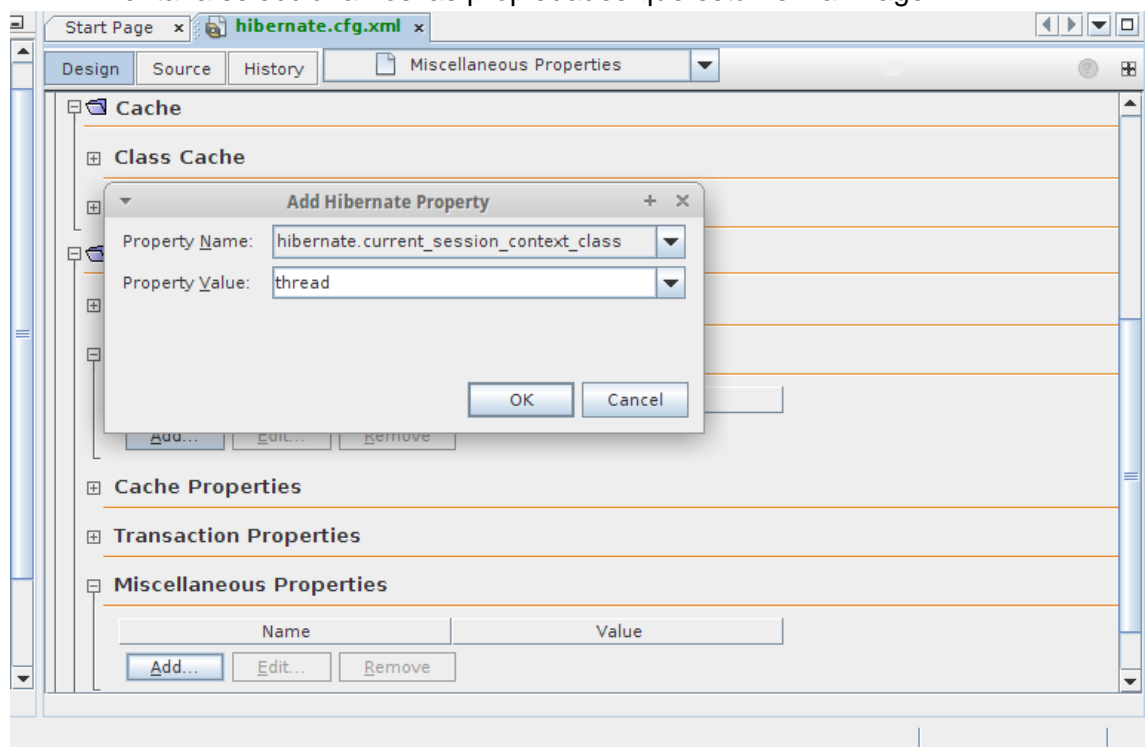 Start Page x hibernate.cfg.xml x
Design Source History Miscellaneous Properties
Cache
Class Cache
Add Hibernate Property
Property Name: hibernate.current_session_context_class
Property Value: thread
OK Cancel
Add... Edit... Remove
Cache Properties
Transaction Properties
Miscellaneous Properties
Name Value
Add... Edit... Remove